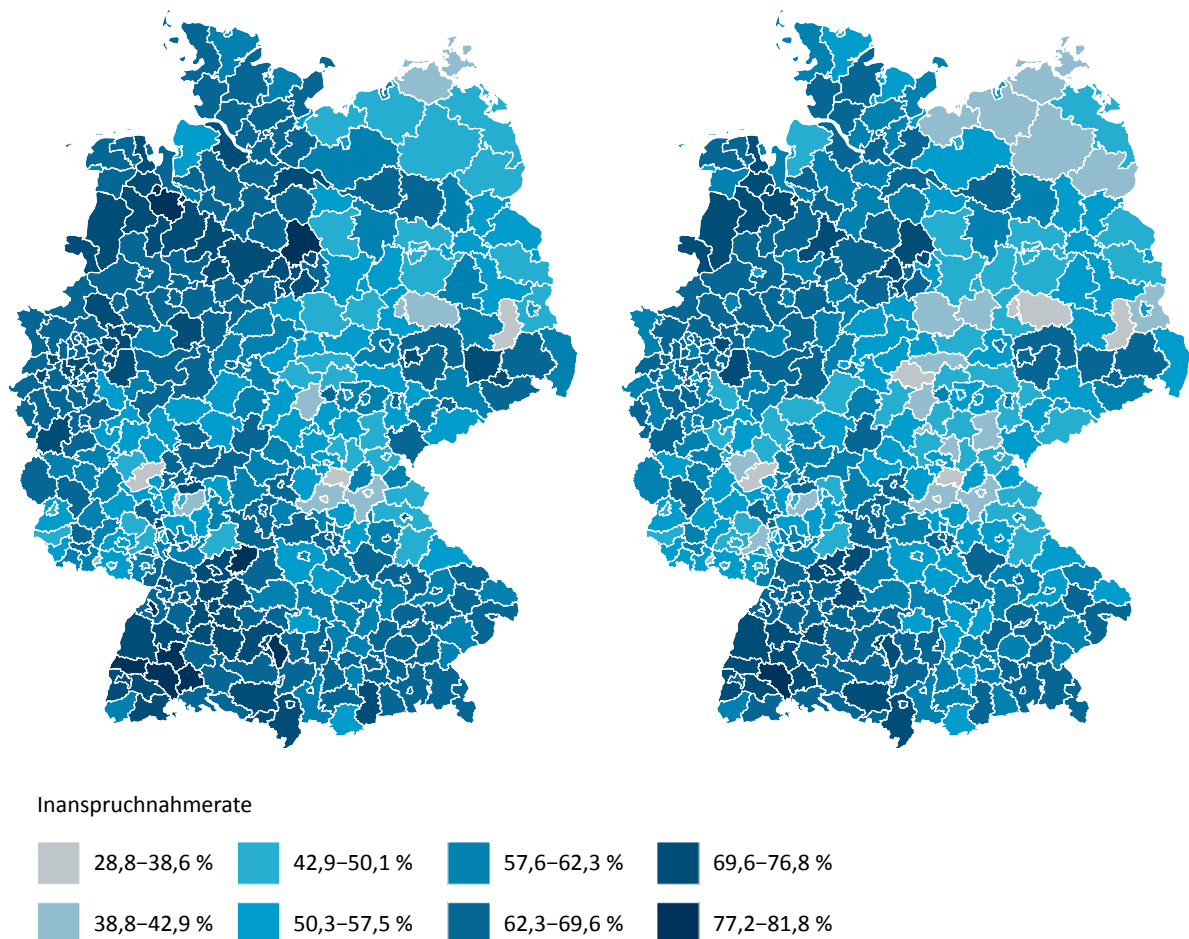 Inanspruchnahmerate
28,8–38,6 % 42,9–50,1 % 57,6–62,3 % 69,6–76,8 %
38,8–42,9 % 50,3–57,5 % 62,3–69,6 % 77,2–81,8 %